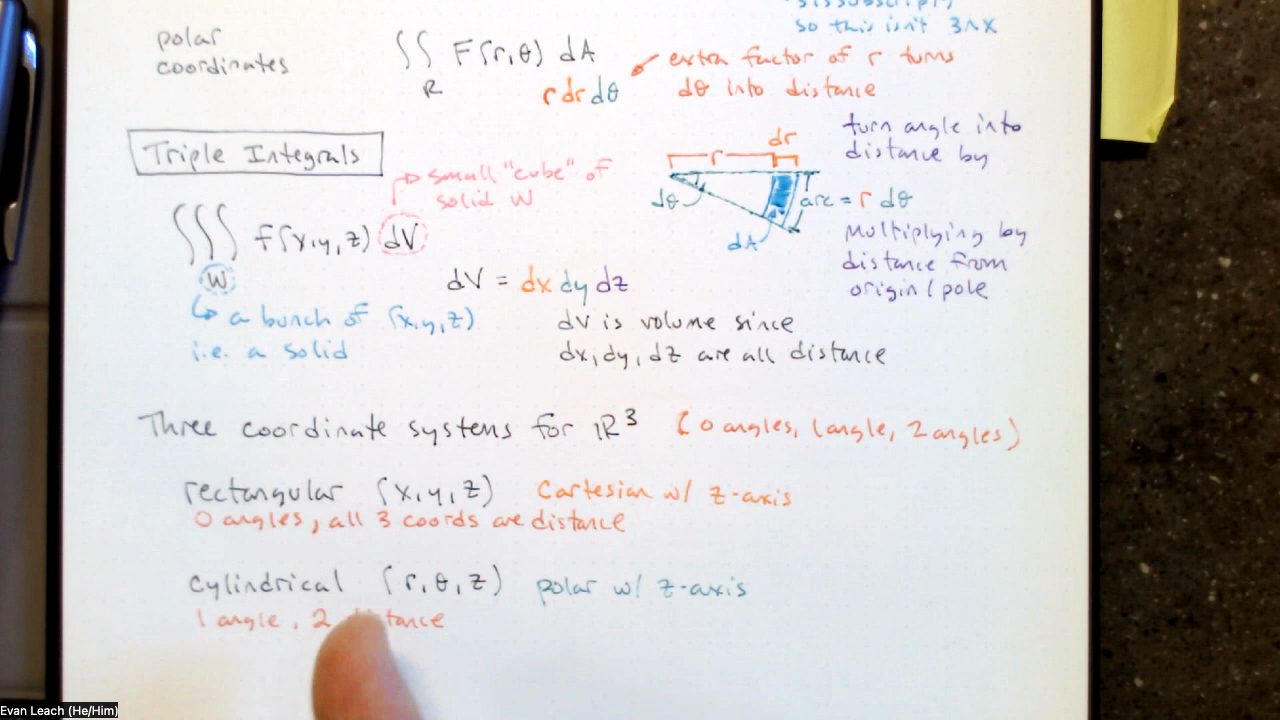 so this isn't
polar
coordinates
∬ F(r,θ) dA
R
r dr dθ
extra factor of r turns
dθ into distance
Triple Integrals
small "cube" of
solid W
∭ f(x,y,z) dV
W
a bunch of (x,y,z)
i.e. a solid
dV = dx dy dz
dV is volume since
dx, dy, dz are all distance
r
dr
dθ
dA
arc = r dθ
turn angle into
distance by
multiplying by
distance from
origin / pole
Three coordinate systems for ℝ³ (0 angles, 1 angle, 2 angles)
rectangular (x,y,z) Cartesian w/ z-axis
0 angles, all 3 coords are distance
cylindrical (r,θ,z) polar w/ z-axis
1 angle, 2
Evan Leach (He/Him)